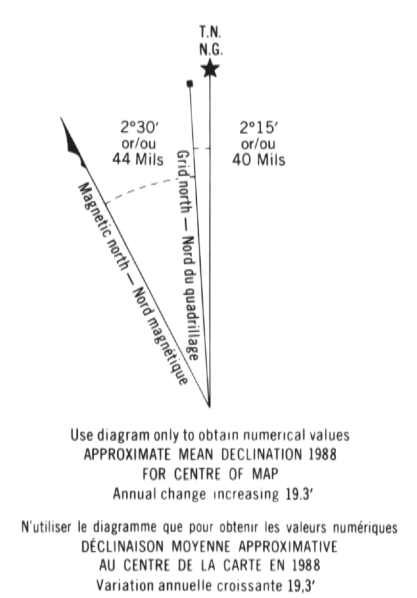 T.N.
N.G.
2°30′
or/ou
44 Mils
2°15′
or/ou
40 Mils
Magnetic north — Nord magnétique
Grid north — Nord du quadrillage
Use diagram only to obtain numerical values
APPROXIMATE MEAN DECLINATION 1988
FOR CENTRE OF MAP
Annual change increasing 19.3′
N'utiliser le diagramme que pour obtenir les valeurs numériques
DÉCLINAISON MOYENNE APPROXIMATIVE
AU CENTRE DE LA CARTE EN 1988
Variation annuelle croissante 19,3′